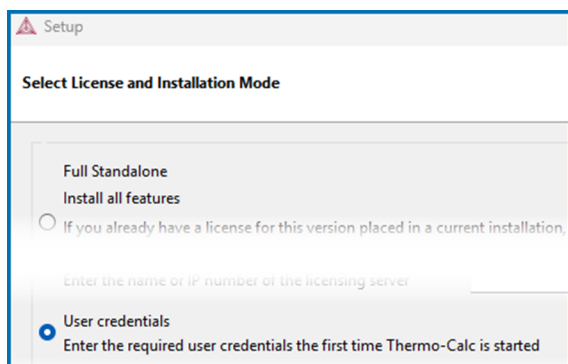 Setup
Select License and Installation Mode
Full Standalone
Install all features
If you already have a license for this version placed in a current installation,
Enter the name or IP number of the licensing server
User credentials
Enter the required user credentials the first time Thermo-Calc is started